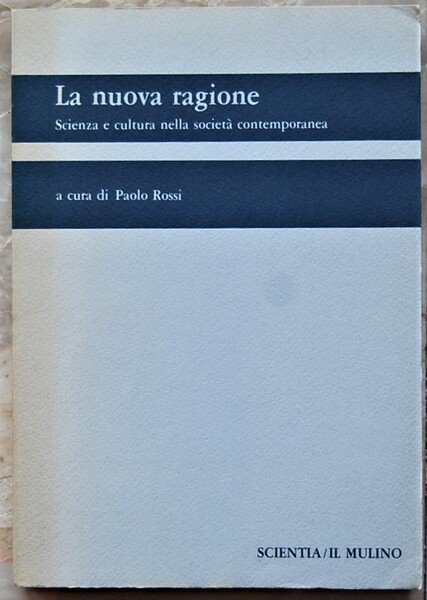 La nuova ragione
Scienza e cultura nella società contemporanea
a cura di Paolo Rossi
SCIENTIA/IL MULINO